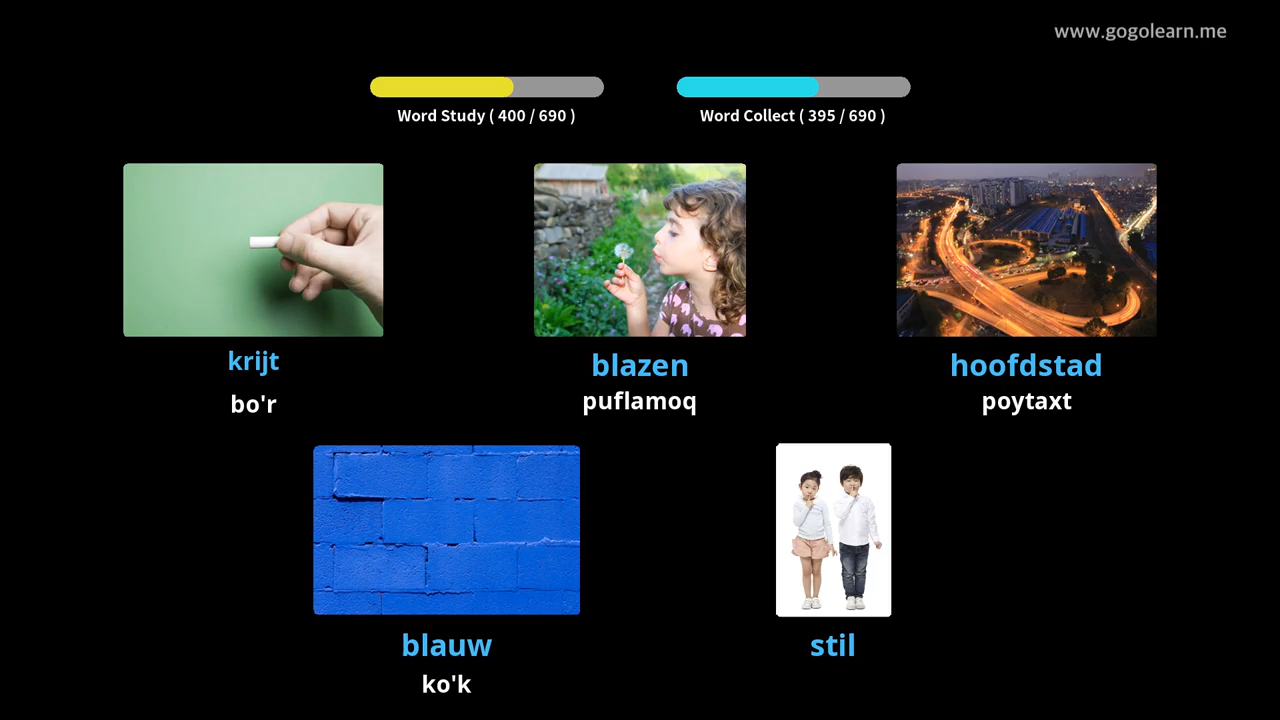 www.gogolearn.me
Word Study ( 400 / 690 )
Word Collect ( 395 / 690 )
krijt
bo'r
blazen
puflamoq
hoofdstad
poytaxt
blauw
ko'k
stil